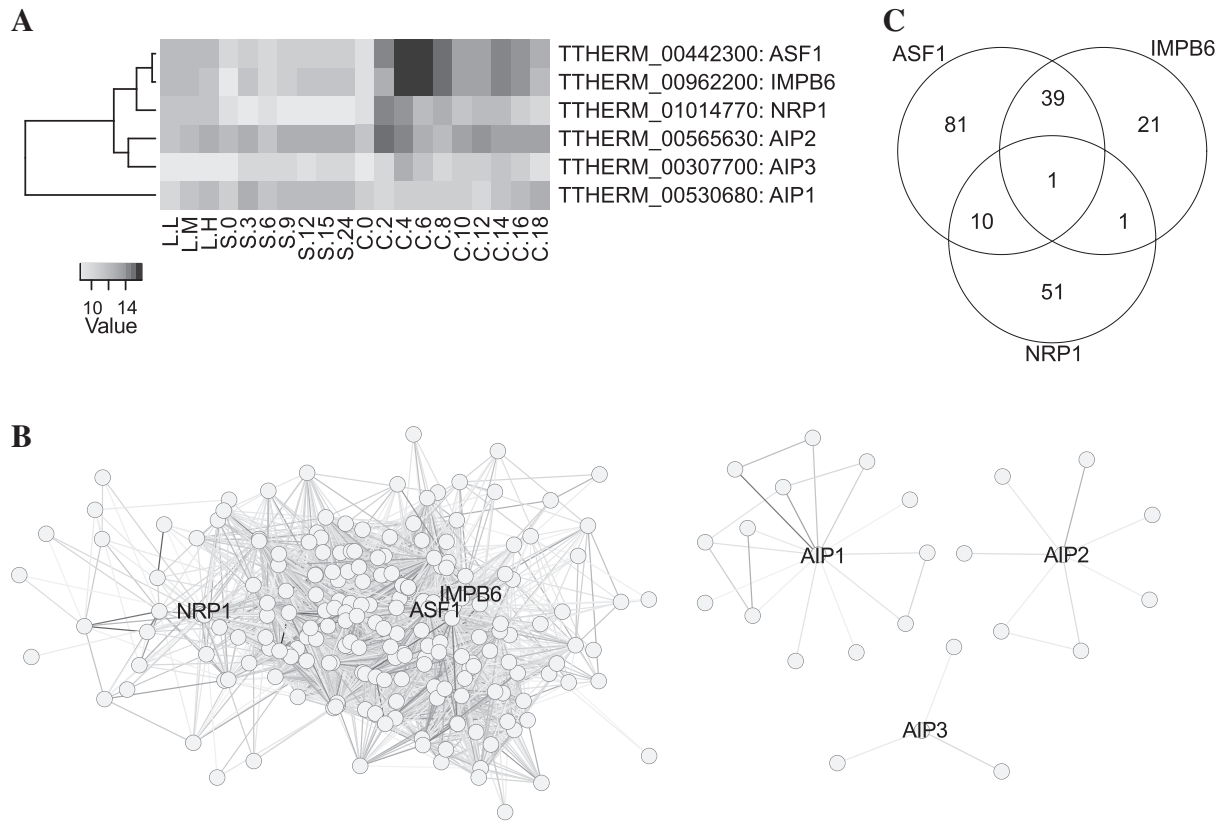 A
TTHERM_00442300: ASF1
TTHERM_00962200: IMPB6
TTHERM_01014770: NRP1
TTHERM_00565630: AIP2
TTHERM_00307700: AIP3
TTHERM_00530680: AIP1
L.L
L.M
L.H
S.0
S.3
S.6
S.9
S.12
S.15
S.24
C.0
C.2
C.4
C.6
C.8
C.10
C.12
C.14
C.16
C.18
10 14
Value
C
ASF1
IMPB6
39
81
21
1
10
1
51
NRP1
B
NRP1
IMPB6
ASF1
AIP1
AIP2
AIP3